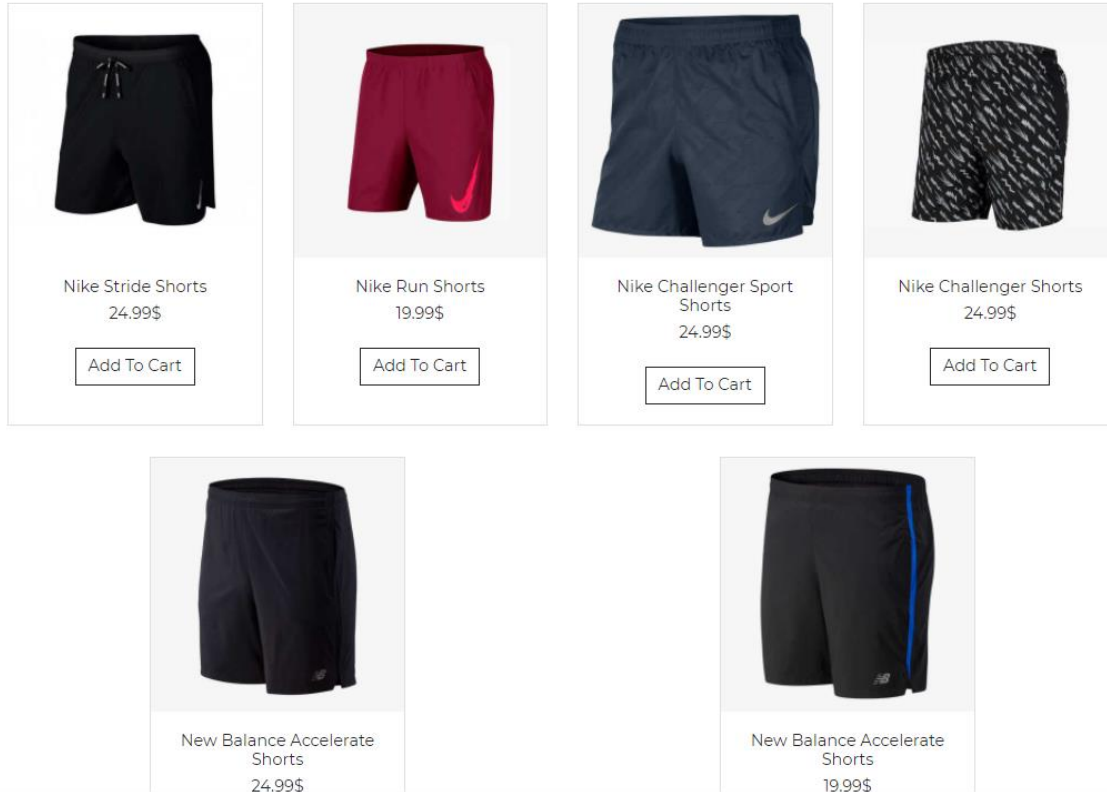 Nike Stride Shorts
24.99$
Add To Cart
Nike Run Shorts
19.99$
Add To Cart
Nike Challenger Sport
Shorts
24.99$
Add To Cart
Nike Challenger Shorts
24.99$
Add To Cart
NB
New Balance Accelerate
Shorts
24.99$
NB
New Balance Accelerate
Shorts
19.99$